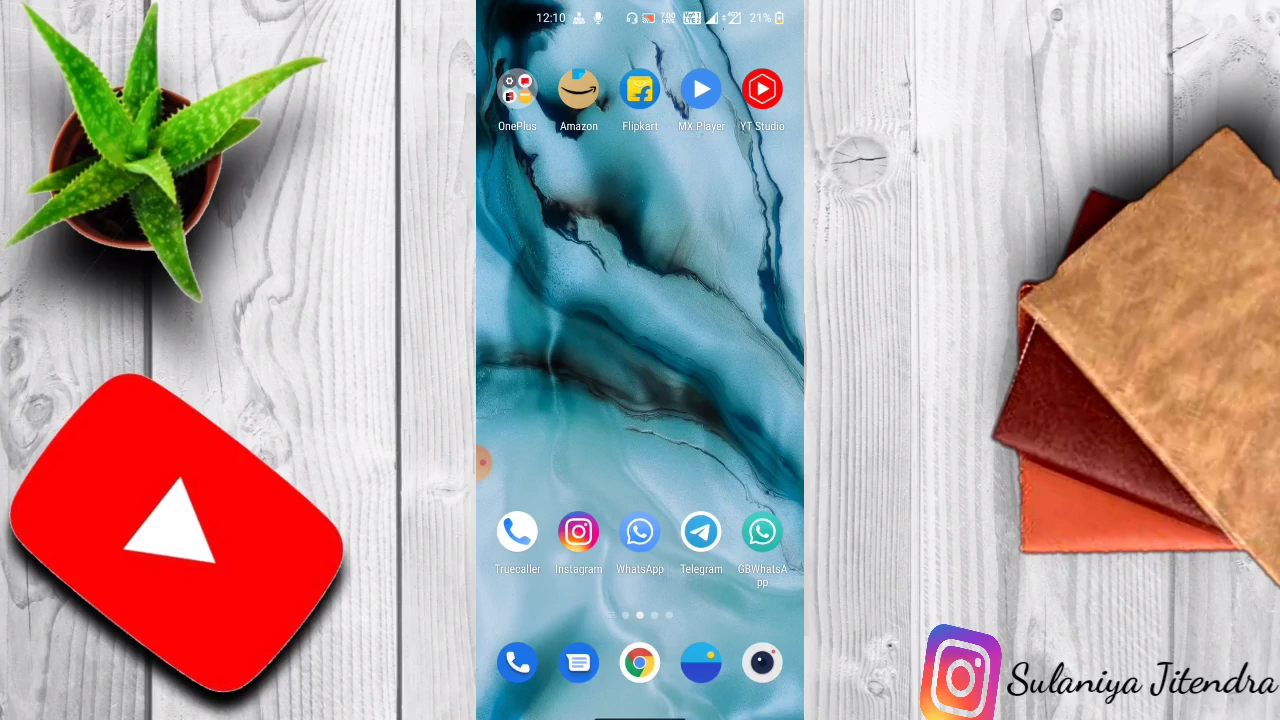 12:10
21%
OnePlus
Amazon
Flipkart
MX Player
YT Studio
Truecaller
Instagram
WhatsApp
Telegram
GBWhatsA
pp
Sulaniya Jitendra